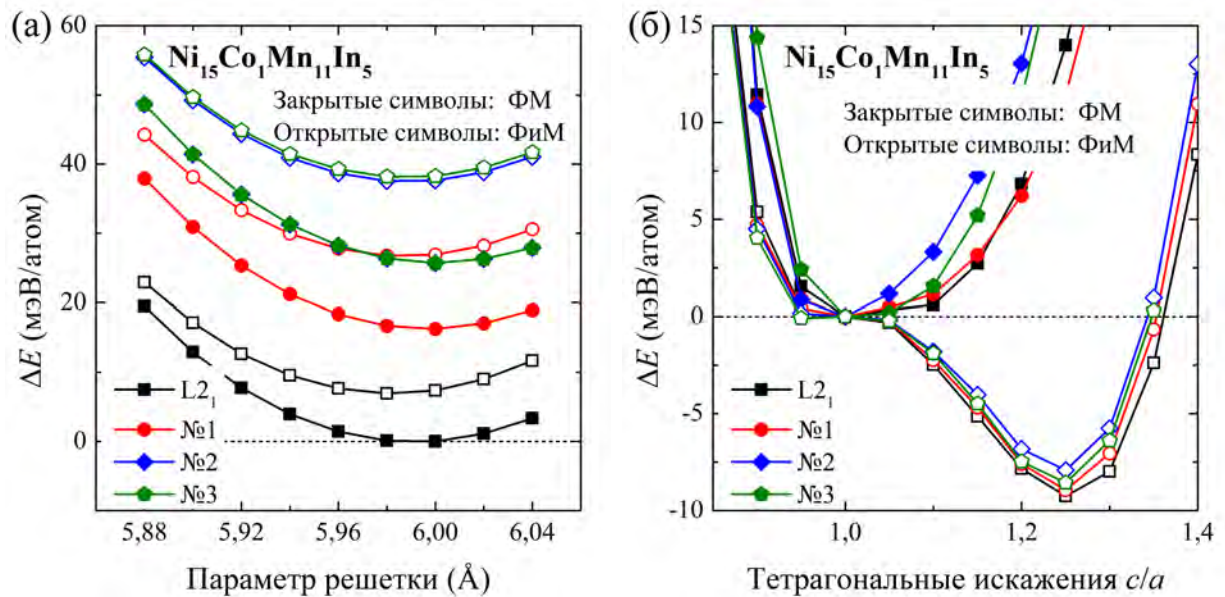 (а)
Ni15Co1Mn11In5
Закрытые символы: ФМ
Открытые символы: ФиМ
L21
№1
№2
№3
60
40
20
0
ΔE (мэВ/атом)
5,88
5,92
5,96
6,00
6,04
Параметр решетки (Å)
(б)
Ni15Co1Mn11In5
Закрытые символы: ФМ
Открытые символы: ФиМ
L21
№1
№2
№3
15
10
5
0
-5
-10
ΔE (мэВ/атом)
1,0
1,2
1,4
Тетрагональные искажения c/a